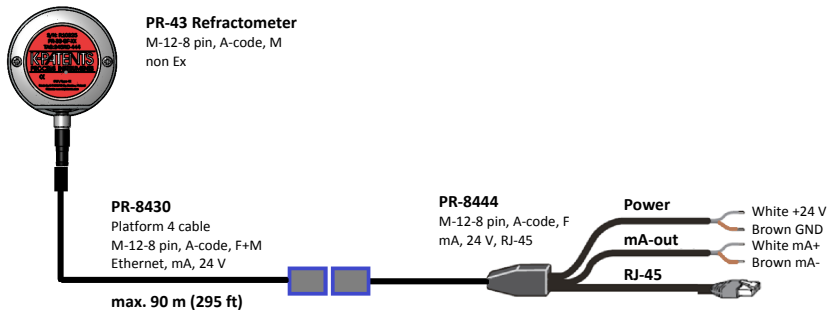 PR-43 Refractometer
M-12-8 pin, A-code, M
non Ex
K-PATENTS
PR-8430
Platform 4 cable
M-12-8 pin, A-code, F+M
Ethernet, mA, 24 V
max. 90 m (295 ft)
PR-8444
M-12-8 pin, A-code, F
mA, 24 V, RJ-45
Power
White +24 V
Brown GND
mA-out
White mA+
Brown mA-
RJ-45